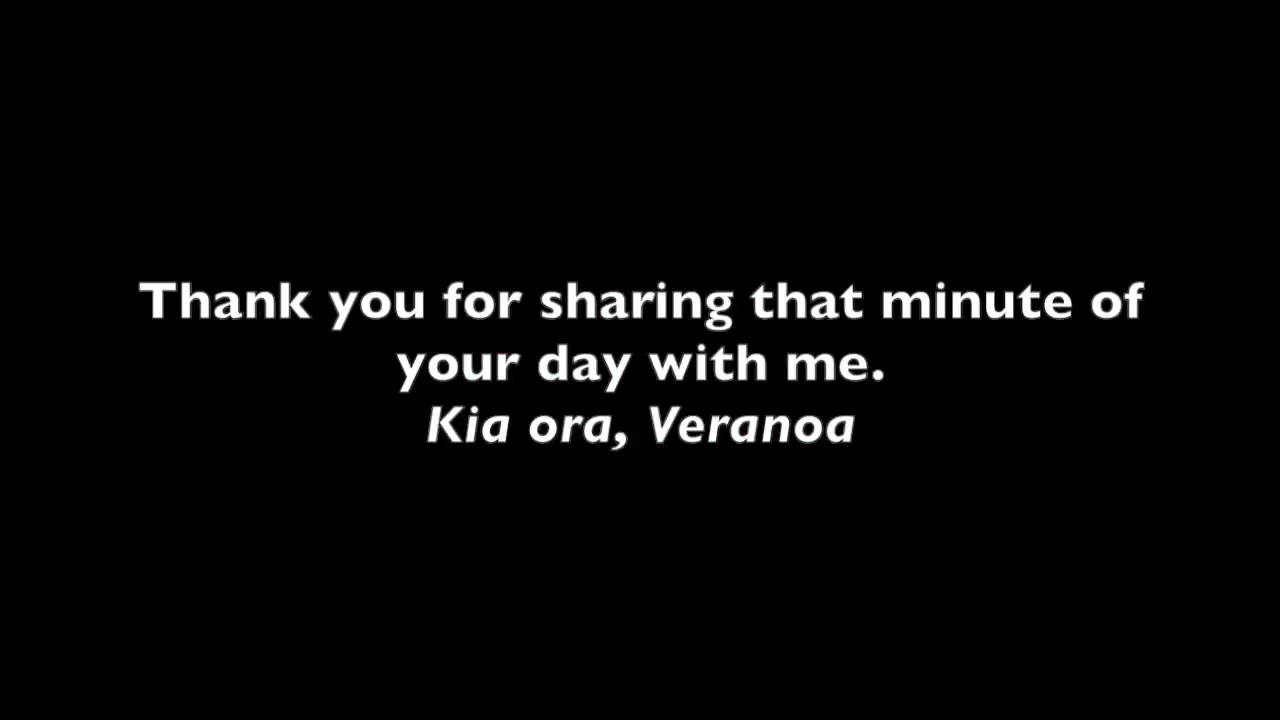 Thank you for sharing that minute of
your day with me.
Kia ora, Veranoa